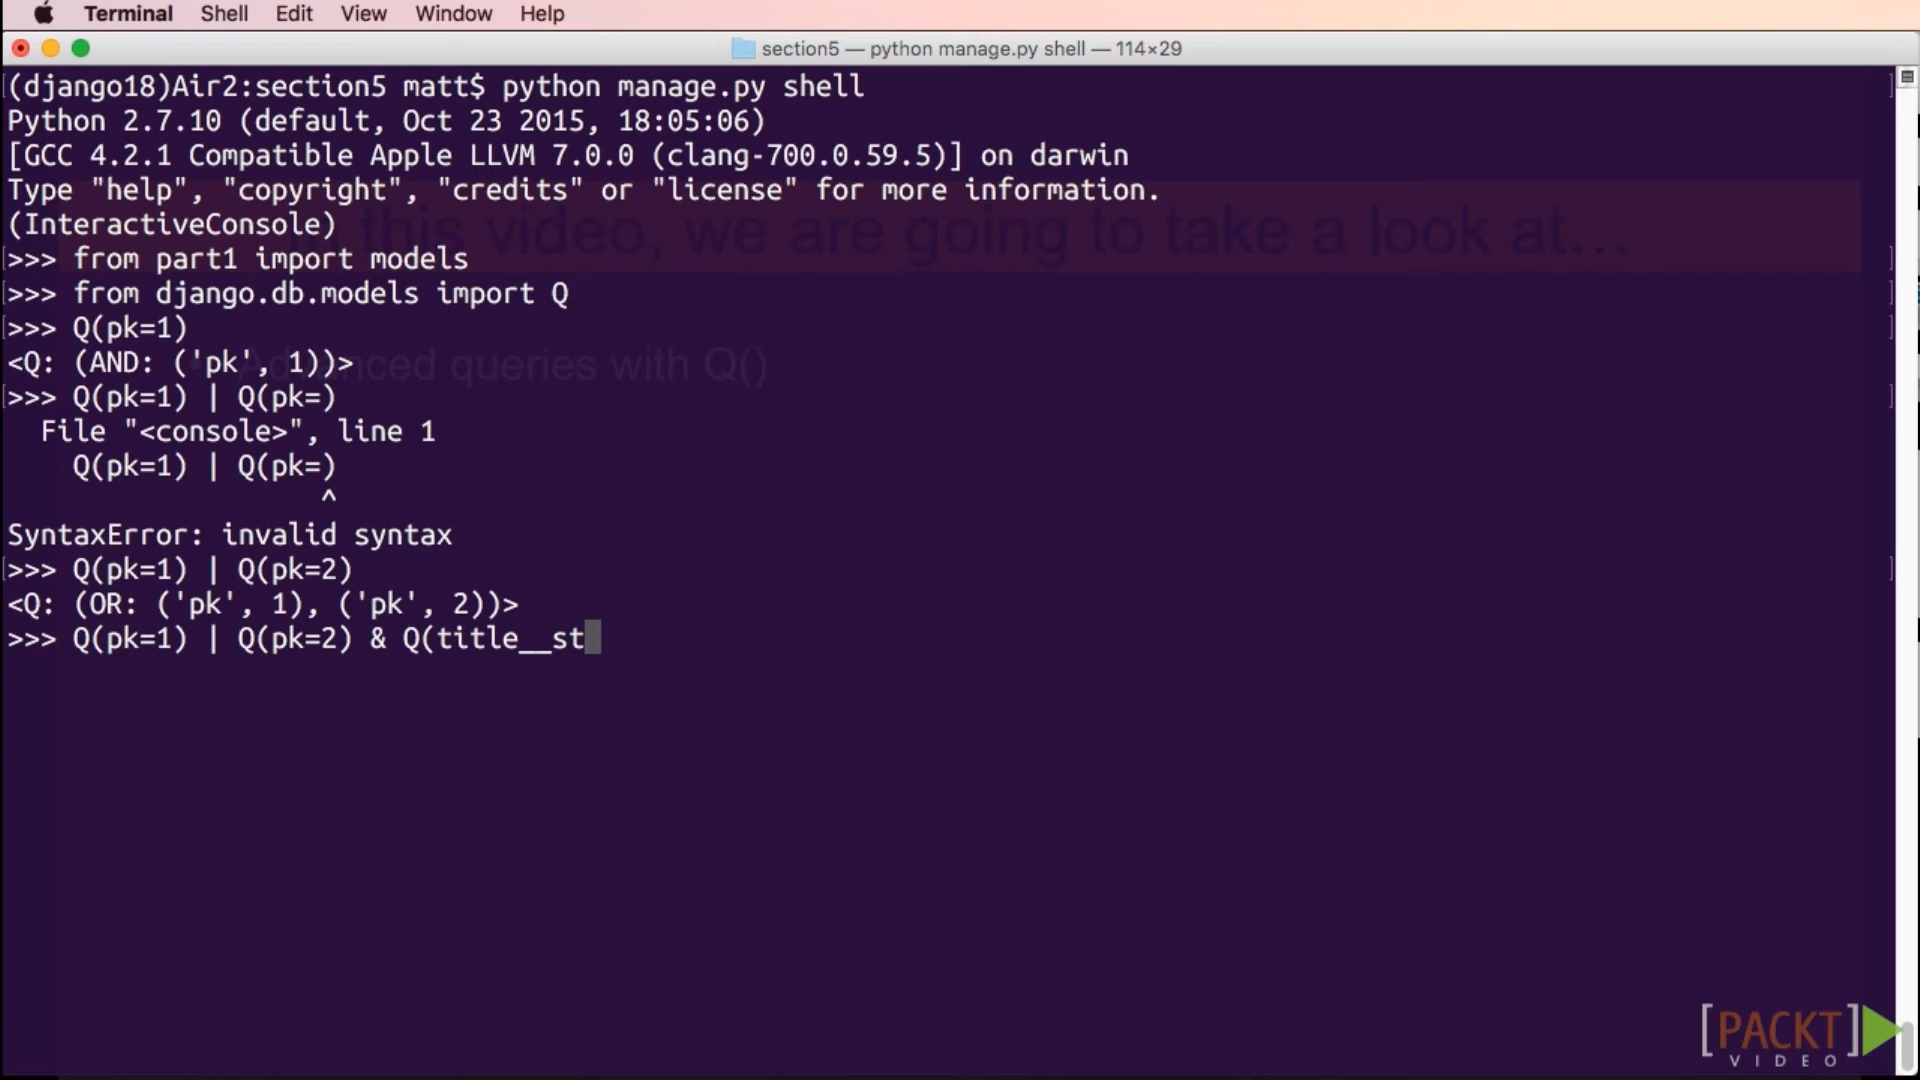 Terminal Shell Edit View Window Help
section5 — python manage.py shell — 114×29
(django18)Air2:section5 matt$ python manage.py shell
Python 2.7.10 (default, Oct 23 2015, 18:05:06)
[GCC 4.2.1 Compatible Apple LLVM 7.0.0 (clang-700.0.59.5)] on darwin
Type "help", "copyright", "credits" or "license" for more information.
(InteractiveConsole)
In this video, we are going to take a look at...
>>> from part1 import models
>>> from django.db.models import Q
>>> Q(pk=1)
<Q: (AND: ('pk', 1))>
Advanced queries with Q()
>>> Q(pk=1) | Q(pk=)
  File "<console>", line 1
    Q(pk=1) | Q(pk=)
                   ^
SyntaxError: invalid syntax
>>> Q(pk=1) | Q(pk=2)
<Q: (OR: ('pk', 1), ('pk', 2))>
>>> Q(pk=1) | Q(pk=2) & Q(title__st
[PACKT]
VIDEO